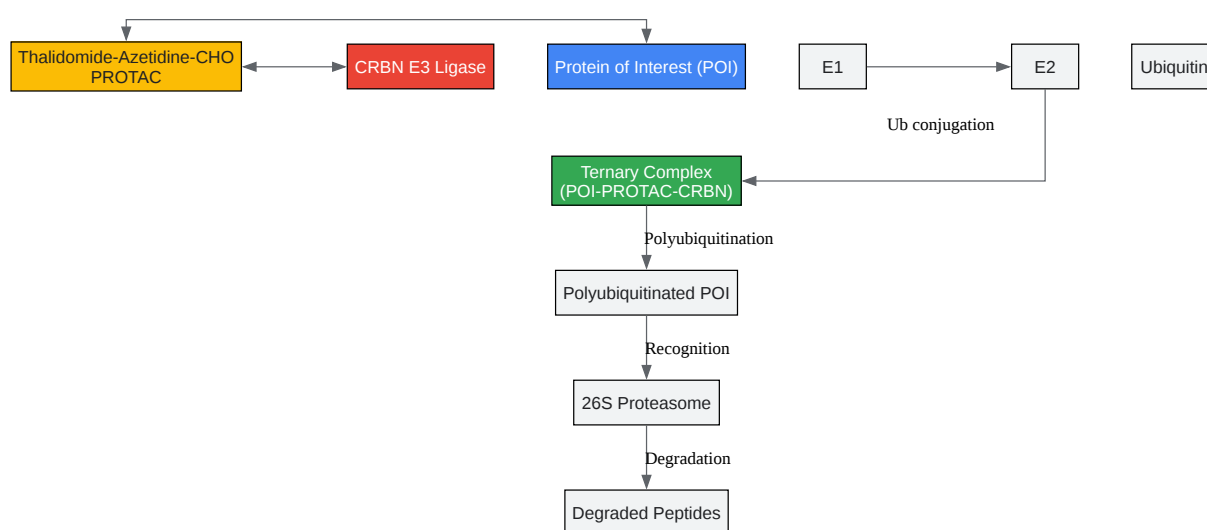 Thalidomide-Azetidine-CHO
PROTAC
CRBN E3 Ligase
Protein of Interest (POI)
E1
E2
Ubiquitin
Ub conjugation
Ternary Complex
(POI-PROTAC-CRBN)
Polyubiquitination
Polyubiquitinated POI
Recognition
26S Proteasome
Degradation
Degraded Peptides